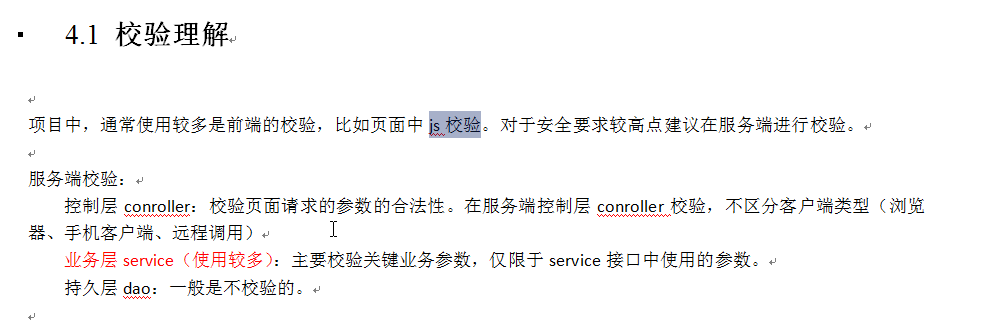 4.1 校验理解
项目中，通常使用较多是前端的校验，比如页面中 js 校验。对于安全要求较高点建议在服务端进行校验。
服务端校验：
控制层 conroller：校验页面请求的参数的合法性。在服务端控制层 conroller 校验，不区分客户端类型（浏览
器、手机客户端、远程调用）
业务层 service（使用较多）：主要校验关键业务参数，仅限于 service 接口中使用的参数。
持久层 dao：一般是不校验的。